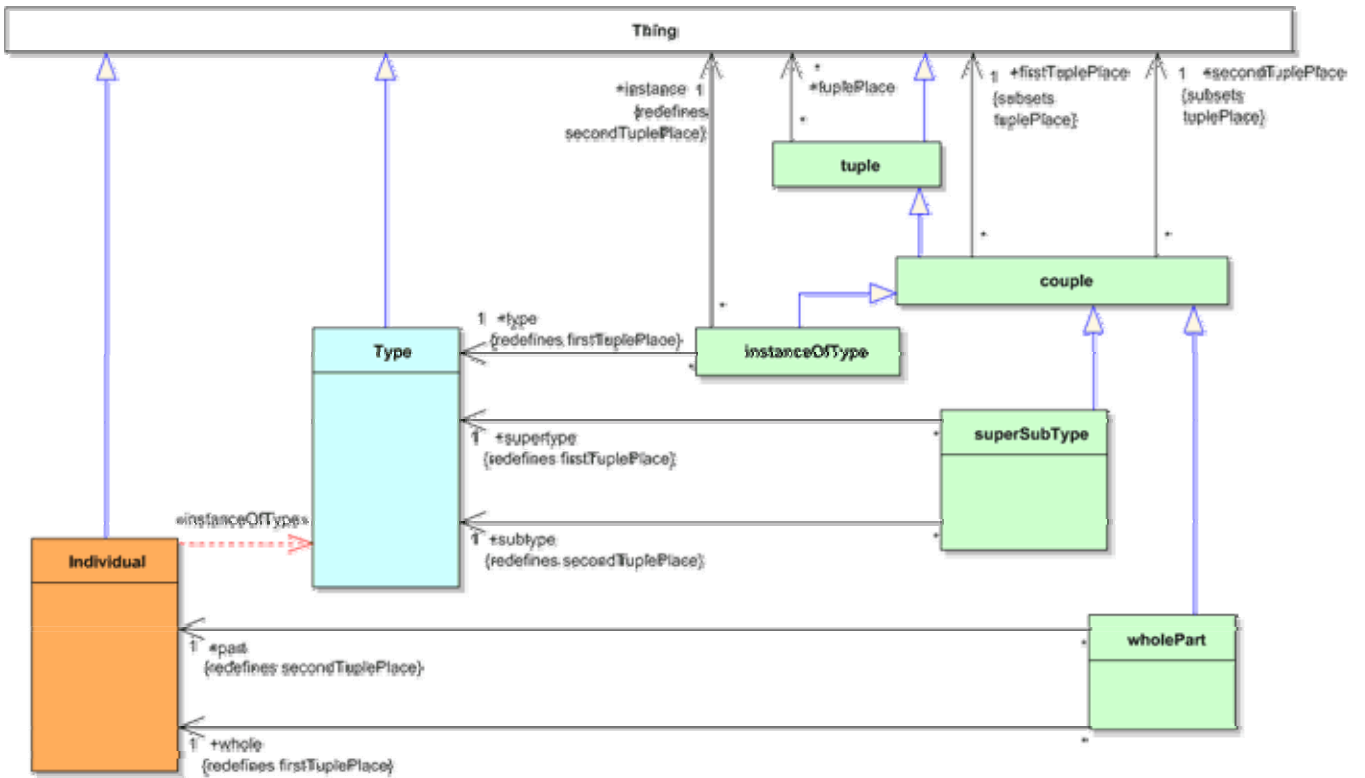 Thing
+instance 1
{redefines
secondTuplePlace}
*
+tuplePlace
*
1 +firstTuplePlace
{subsets
tuplePlace}
1 +secondTuplePlace
{subsets
tuplePlace}
tuple
*
*
couple
*
1 +type
{redefines firstTuplePlace}
*
instanceOfType
Type
1 +supertype
{redefines firstTuplePlace}
*
superSubType
«instanceOfType»
1 +subtype
{redefines secondTuplePlace}
*
Individual
1 +part
{redefines secondTuplePlace}
*
wholePart
1 +whole
{redefines firstTuplePlace}
*